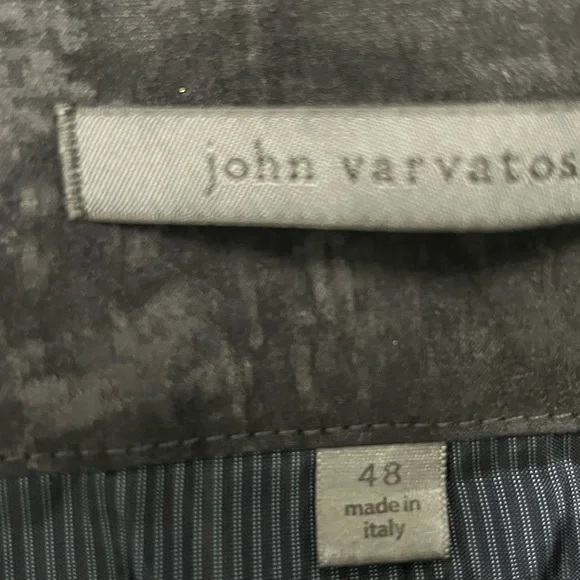 john varvatos
48
made in
italy